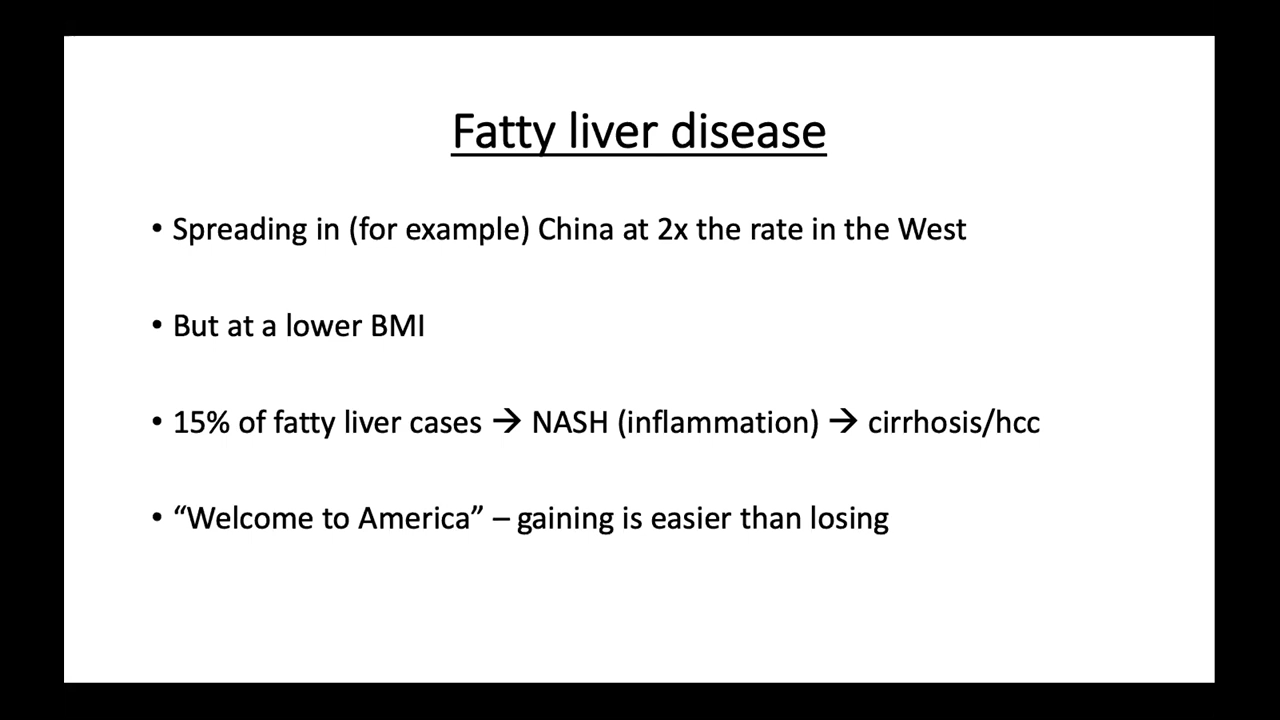 Fatty liver disease
• Spreading in (for example) China at 2x the rate in the West
• But at a lower BMI
• 15% of fatty liver cases → NASH (inflammation) → cirrhosis/hcc
• “Welcome to America” – gaining is easier than losing